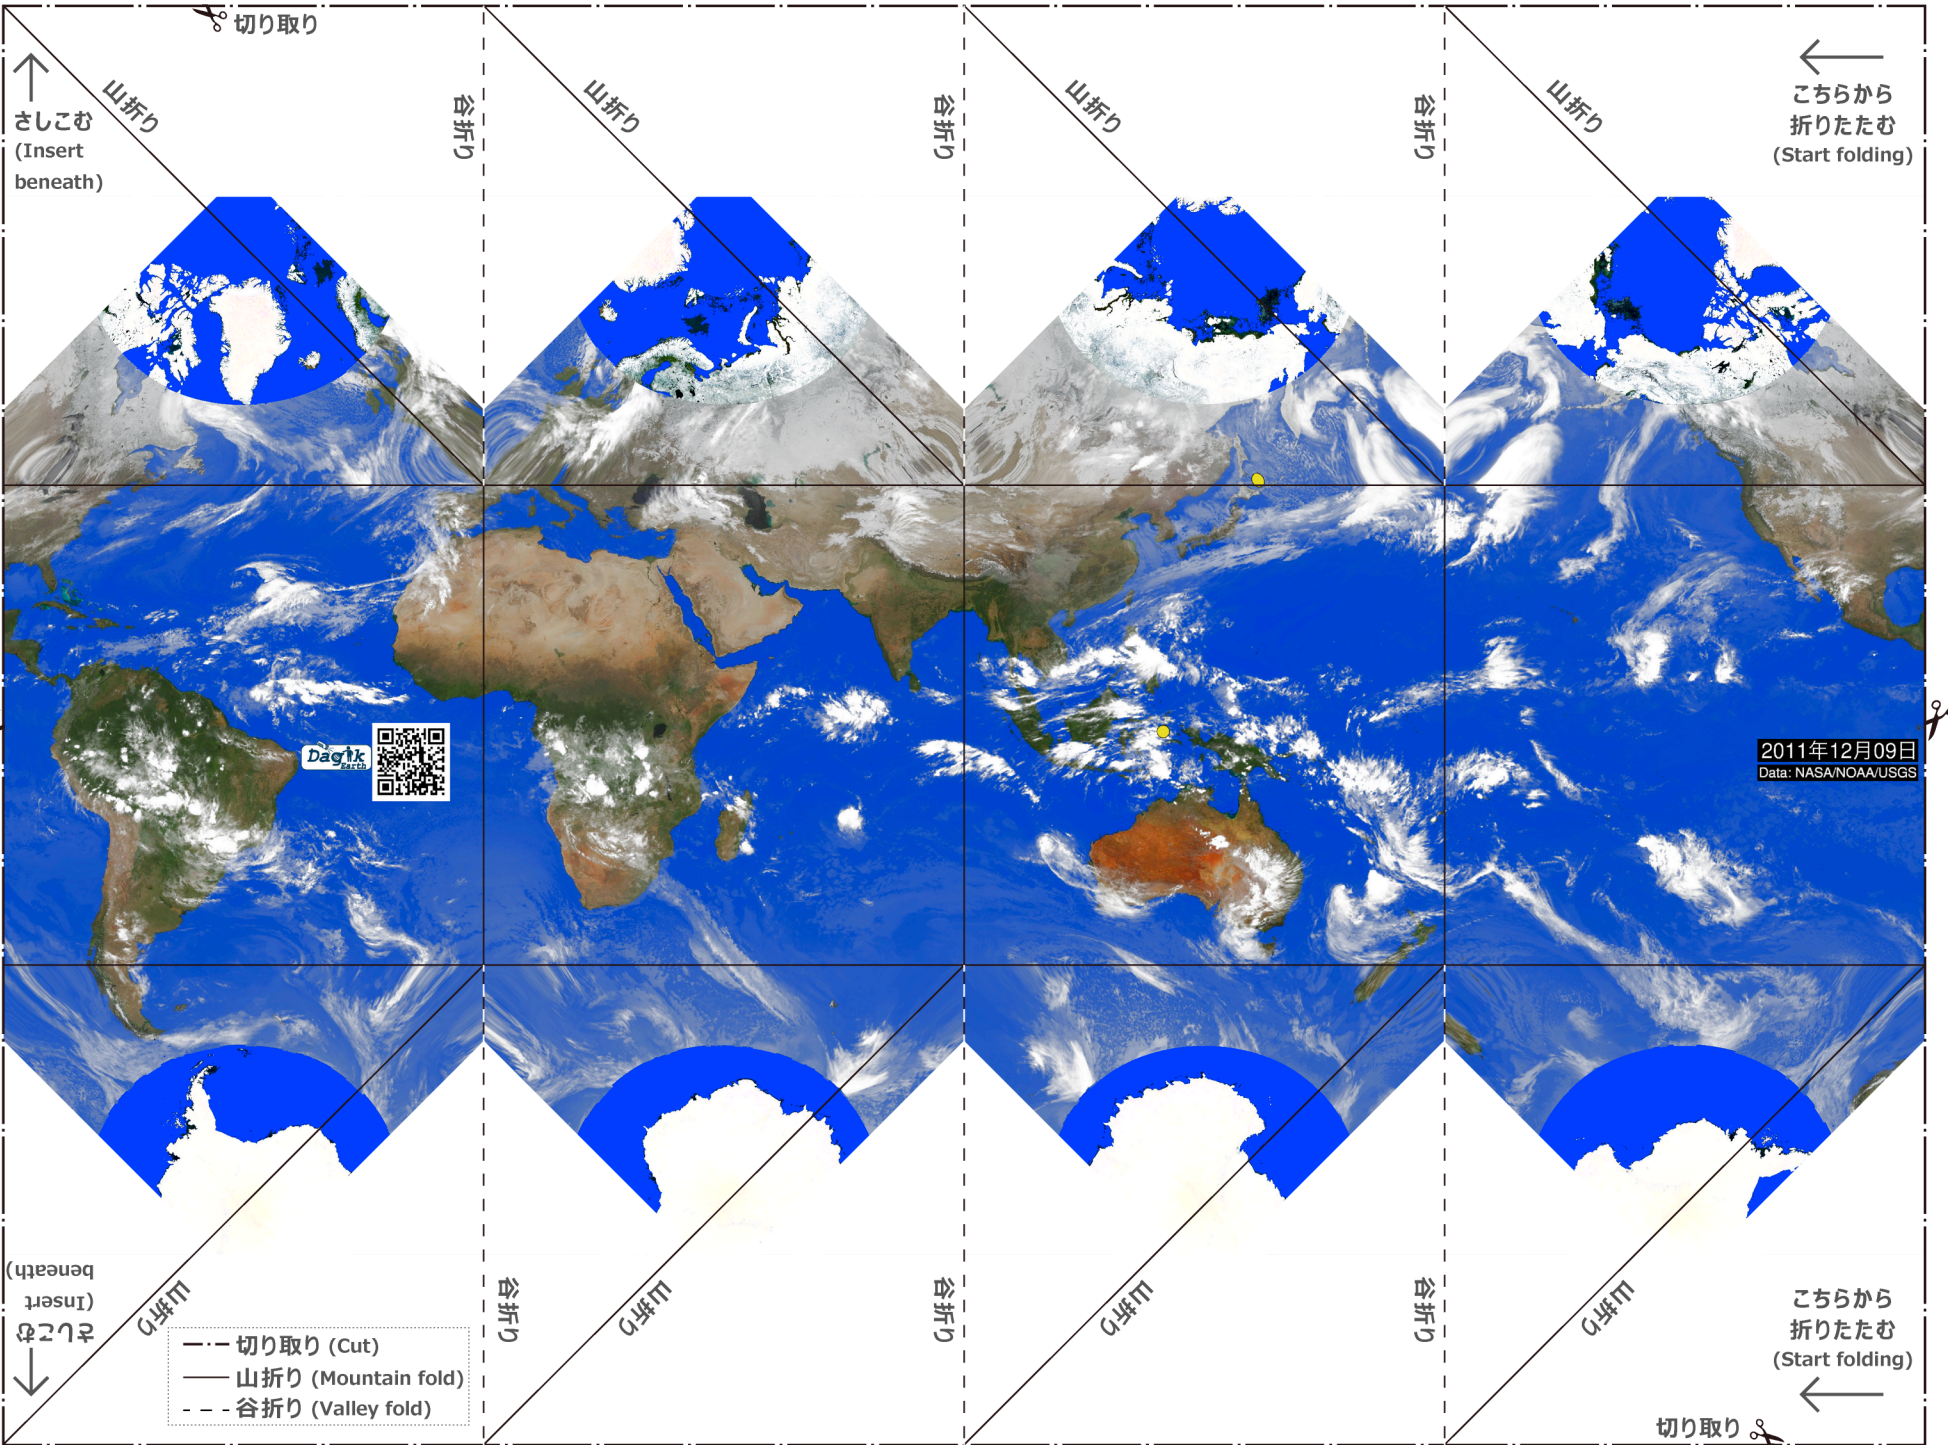 切り取り
山折り
谷折り
山折り
谷折り
山折り
谷折り
山折り
さしこむ
(Insert
beneath)
こちらから
折りたたむ
(Start folding)
Dagik
Earth
2011年12月09日
Data: NASA/NOAA/USGS
さしこむ
(Insert
beneath)
山折り
谷折り
山折り
谷折り
山折り
谷折り
山折り
こちらから
折りたたむ
(Start folding)
切り取り (Cut)
山折り (Mountain fold)
谷折り (Valley fold)
切り取り